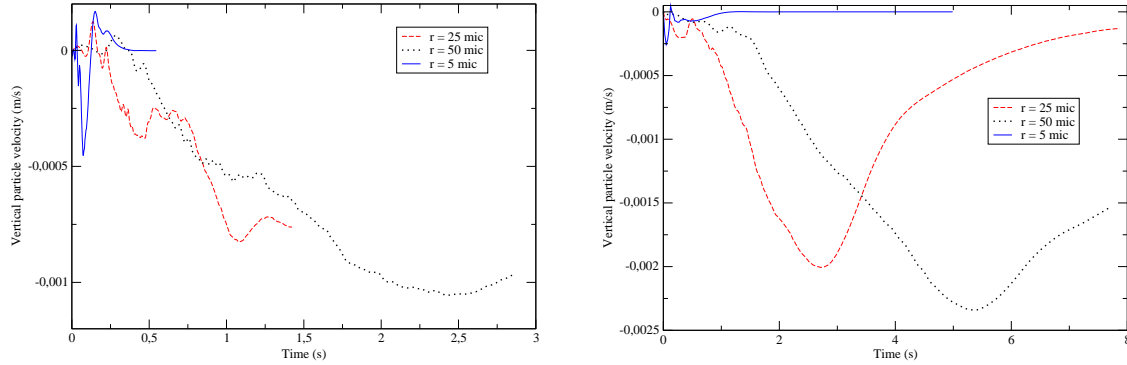 0
-0,0005
-0,001
Vertical particle velocity (m/s)
r = 25 mic
r = 50 mic
r = 5 mic
0
0,5
1
1,5
2
2,5
3
Time (s)
0
-0,0005
-0,001
-0,0015
-0,002
-0,0025
Vertical particle velocity (m/s)
r = 25 mic
r = 50 mic
r = 5 mic
0
2
4
6
8
Time (s)